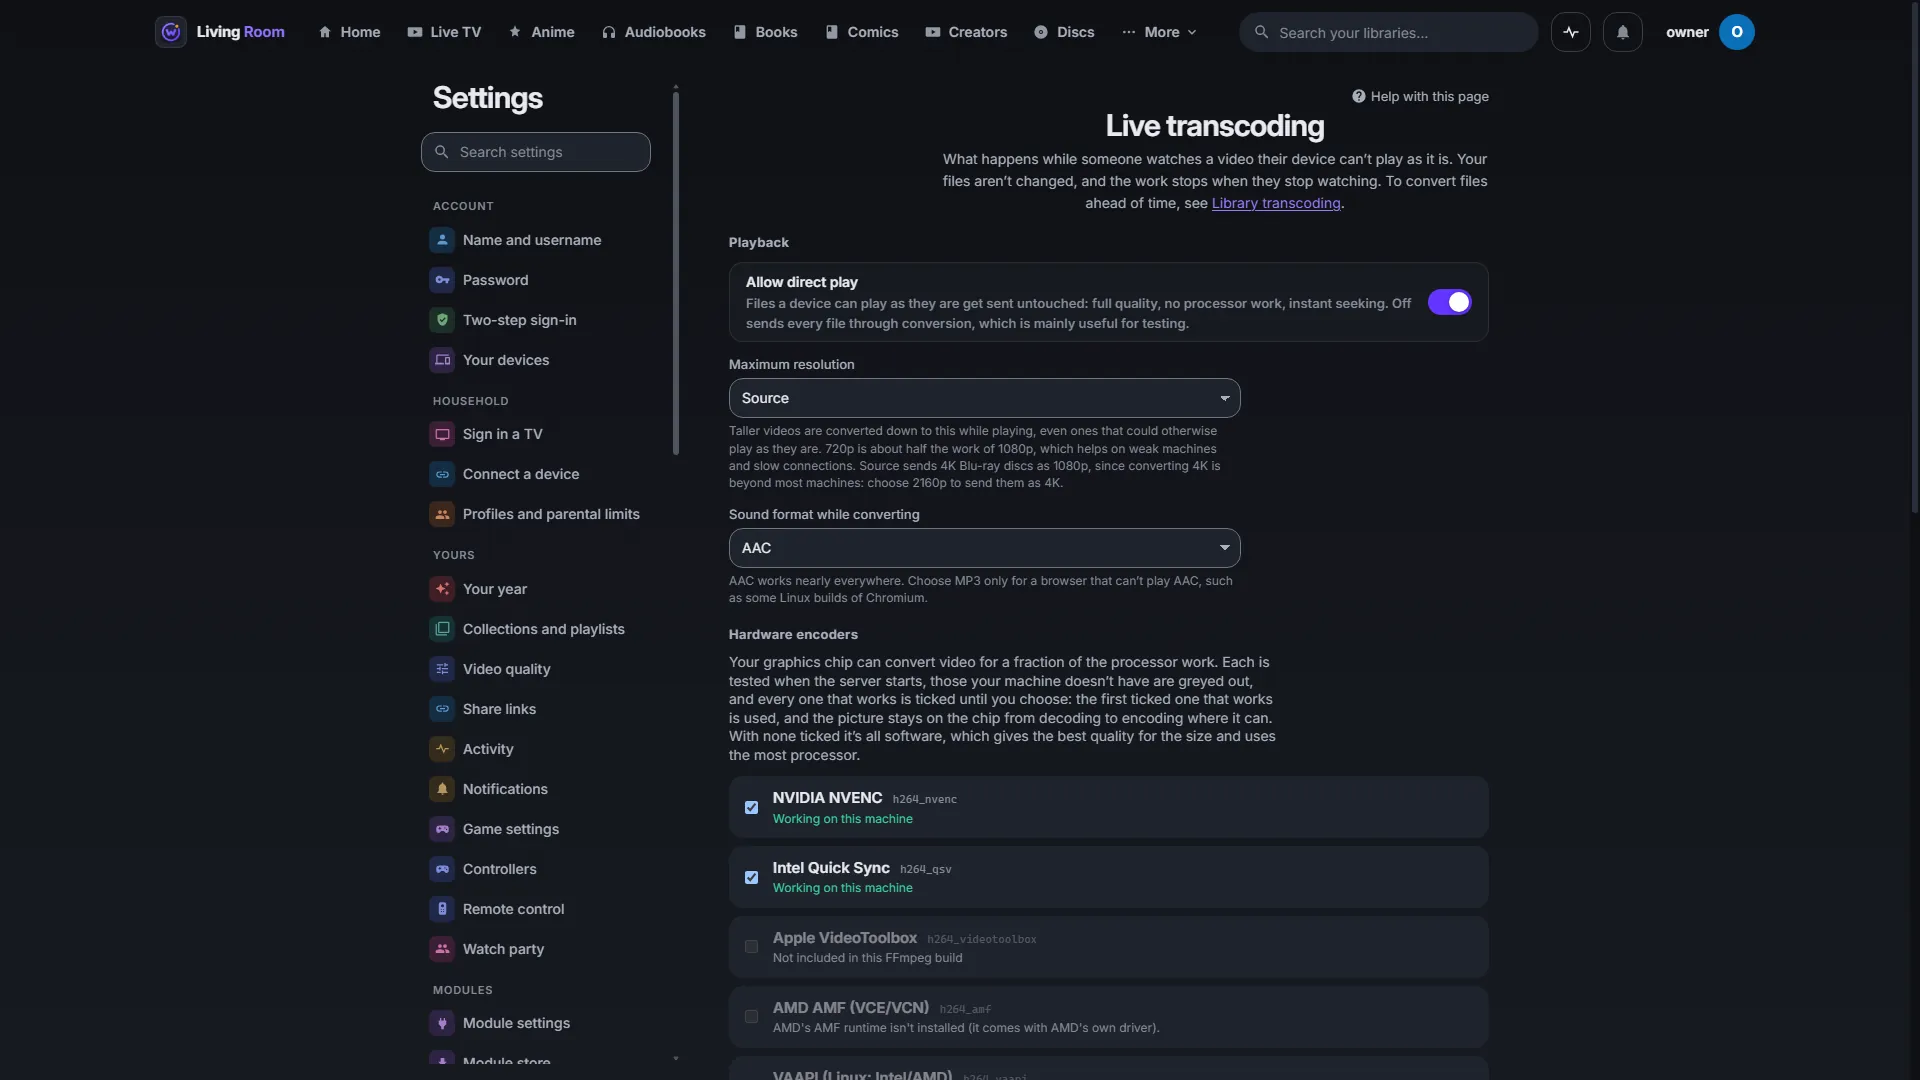 Living Room
Home
Live TV
Anime
Audiobooks
Books
Comics
Creators
Discs
More
Search your libraries...
owner
O
Settings
Search settings
ACCOUNT
Name and username
Password
Two-step sign-in
Your devices
HOUSEHOLD
Sign in a TV
Connect a device
Profiles and parental limits
YOURS
Your year
Collections and playlists
Video quality
Share links
Activity
Notifications
Game settings
Controllers
Remote control
Watch party
MODULES
Module settings
Module store
Help with this page
Live transcoding
What happens while someone watches a video their device can’t play as it is. Your
files aren’t changed, and the work stops when they stop watching. To convert files
ahead of time, see Library transcoding.
Playback
Allow direct play
Files a device can play as they are get sent untouched: full quality, no processor work, instant seeking. Off
sends every file through conversion, which is mainly useful for testing.
Maximum resolution
Source
Taller videos are converted down to this while playing, even ones that could otherwise
play as they are. 720p is about half the work of 1080p, which helps on weak machines
and slow connections. Source sends 4K Blu-ray discs as 1080p, since converting 4K is
beyond most machines: choose 2160p to send them as 4K.
Sound format while converting
AAC
AAC works nearly everywhere. Choose MP3 only for a browser that can’t play AAC, such
as some Linux builds of Chromium.
Hardware encoders
Your graphics chip can convert video for a fraction of the processor work. Each is
tested when the server starts, those your machine doesn’t have are greyed out,
and every one that works is ticked until you choose: the first ticked one that works
is used, and the picture stays on the chip from decoding to encoding where it can.
With none ticked it’s all software, which gives the best quality for the size and uses
the most processor.
NVIDIA NVENC h264_nvenc
Working on this machine
Intel Quick Sync h264_qsv
Working on this machine
Apple VideoToolbox h264_videotoolbox
Not included in this FFmpeg build
AMD AMF (VCE/VCN) h264_amf
AMD's AMF runtime isn't installed (it comes with AMD's own driver).
VAAPI (Linux: Intel/AMD) h264_vaapi